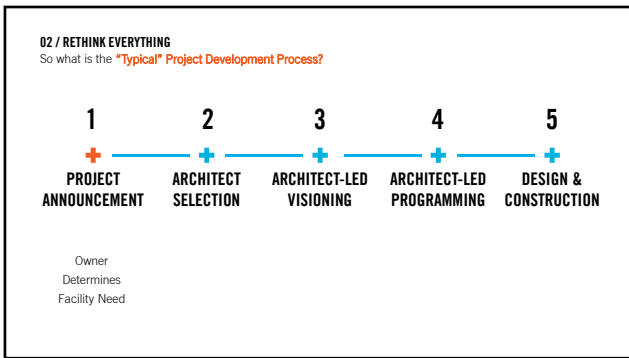 02 / RETHINK EVERYTHING
So what is the “Typical” Project Development Process?
1 2 3 4 5
PROJECT ARCHITECT ARCHITECT-LED ARCHITECT-LED DESIGN &
ANNOUNCEMENT SELECTION VISIONING PROGRAMMING CONSTRUCTION
Owner
Determines
Facility Need